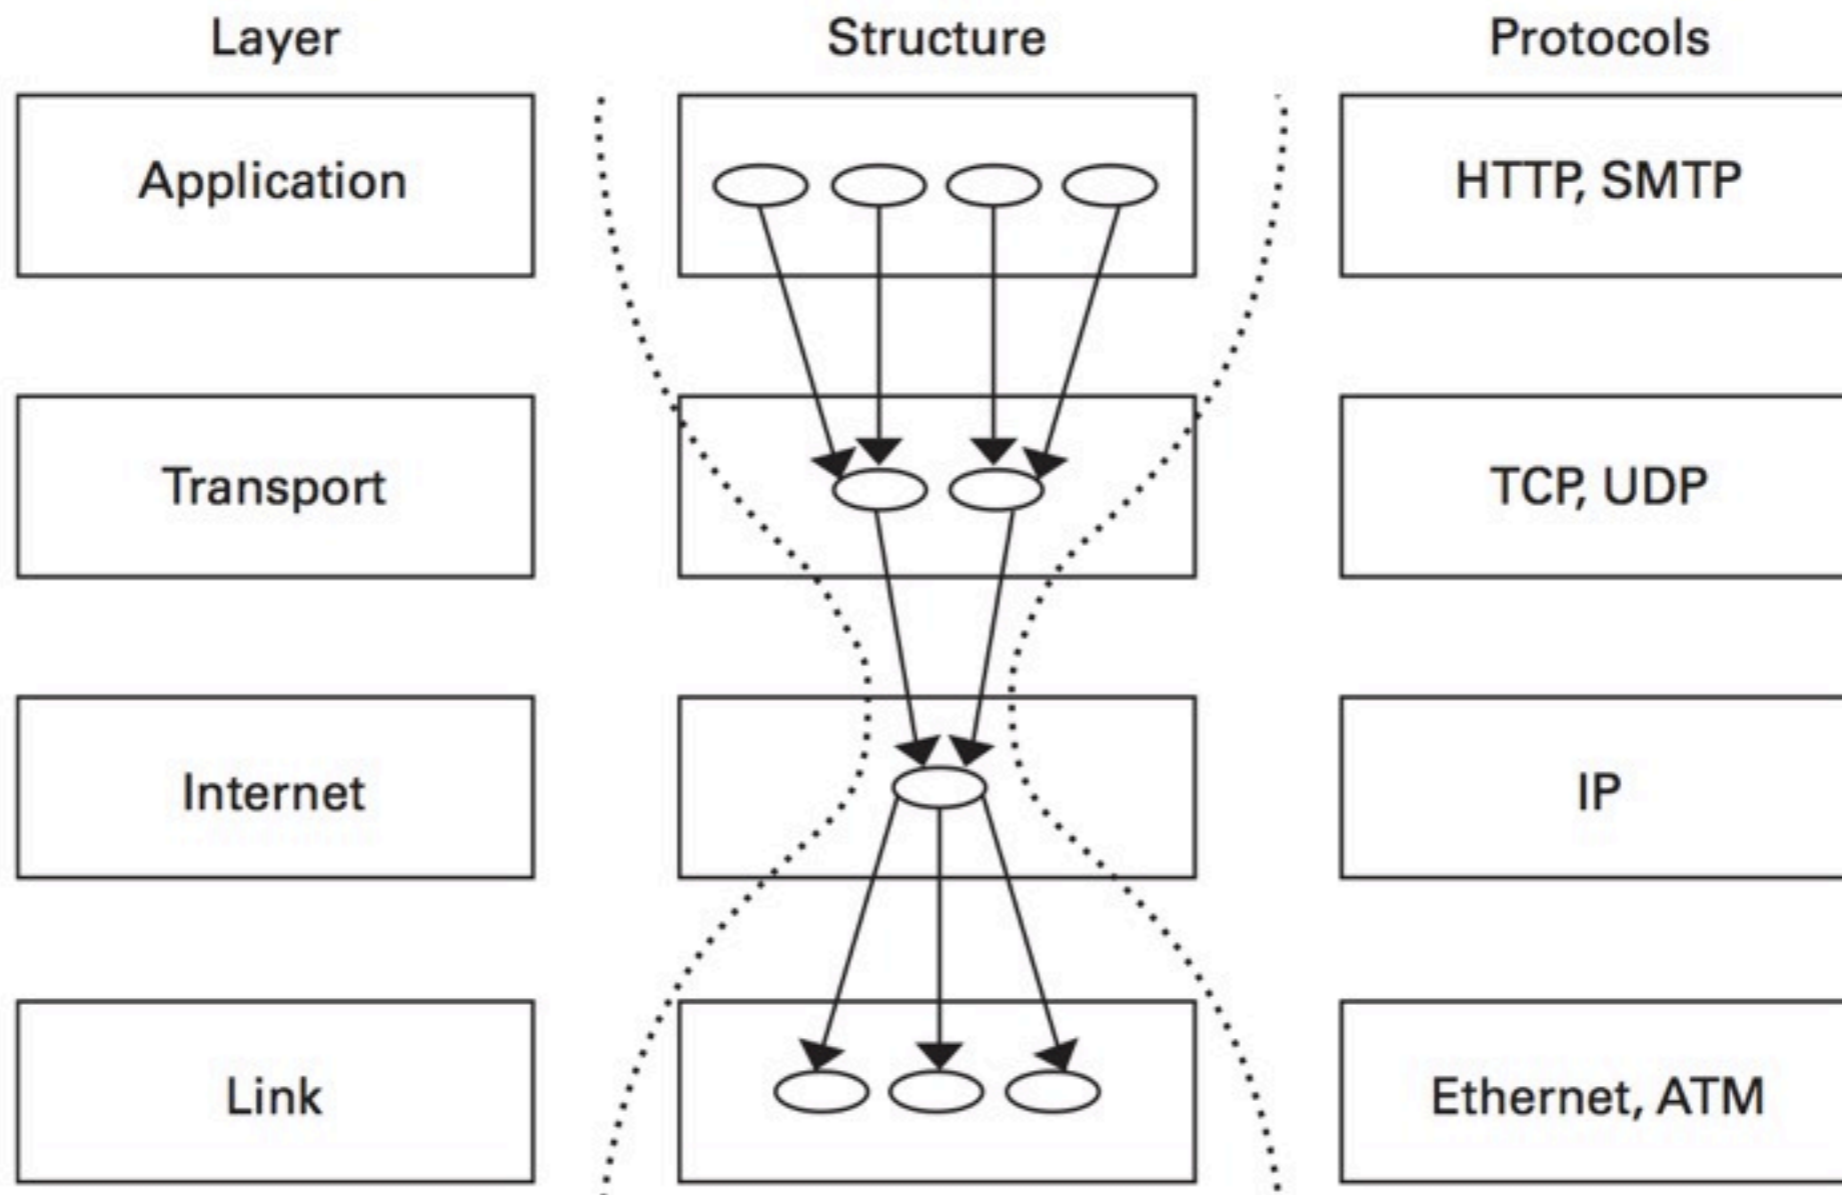 Layer
Structure
Protocols
Application
HTTP, SMTP
Transport
TCP, UDP
Internet
IP
Link
Ethernet, ATM